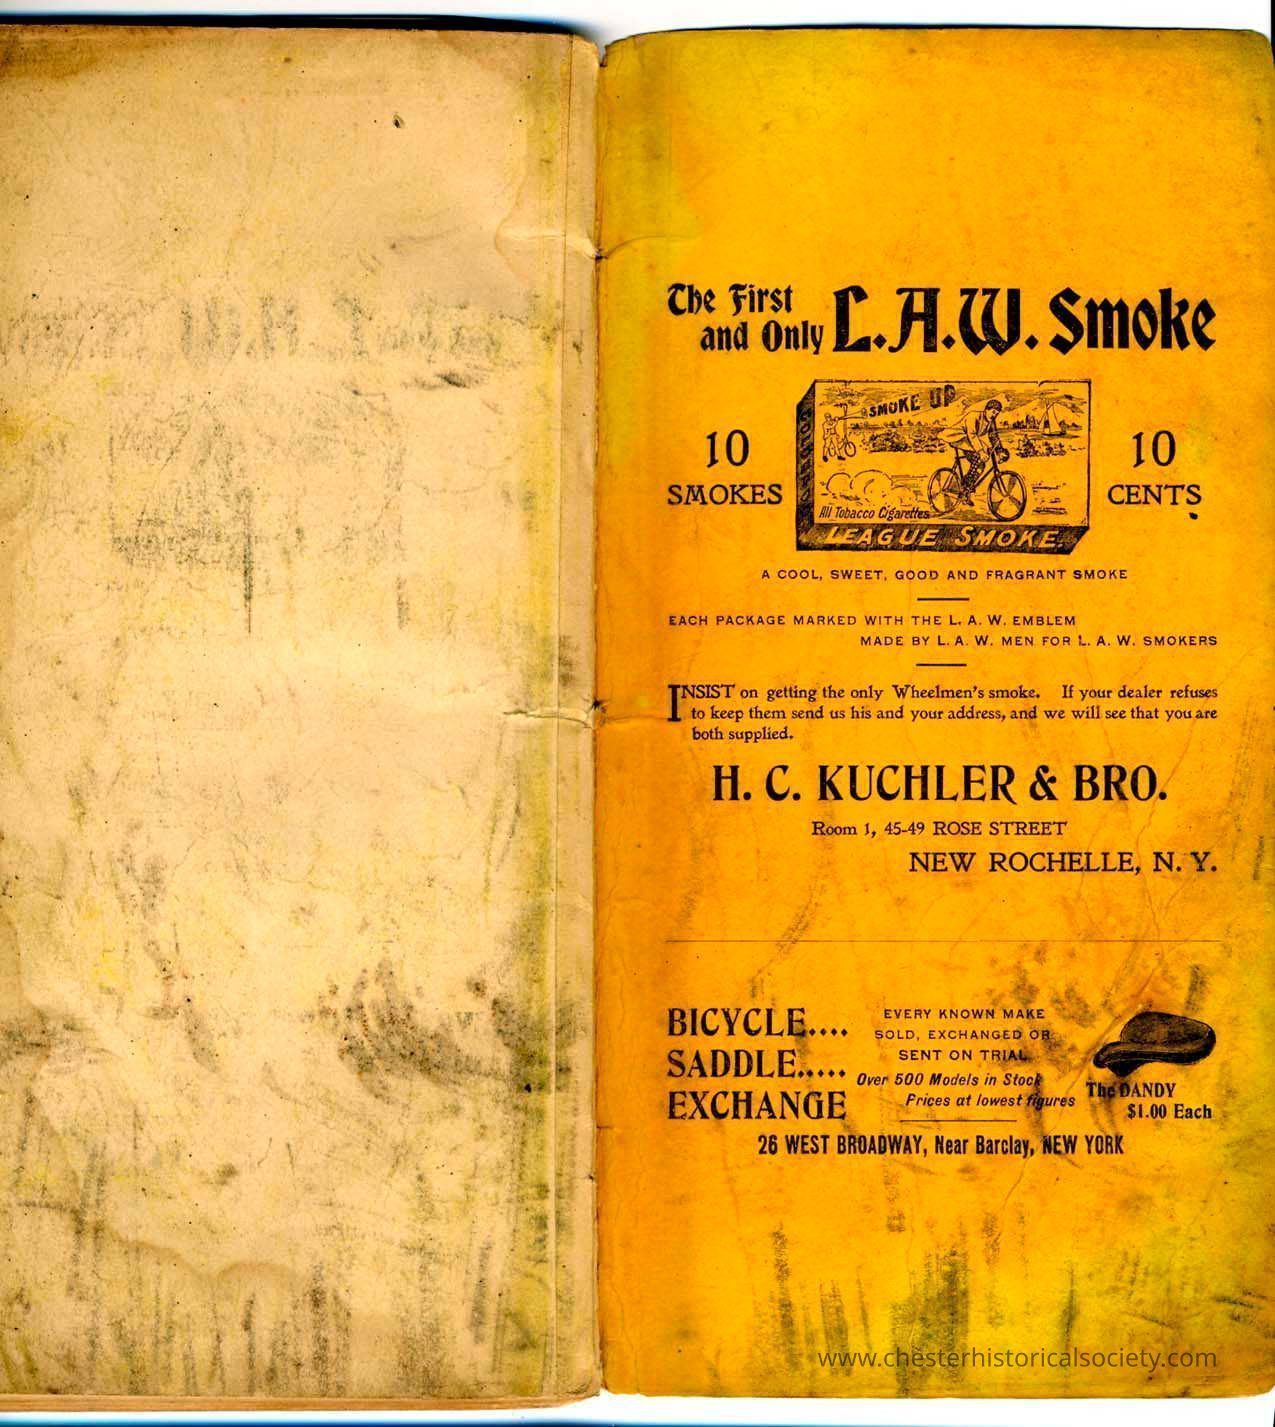 The First
and Only L.A.W. Smoke
SMOKE UP
10
SMOKES
10
CENTS
All Tobacco Cigarettes
LEAGUE SMOKE.
A COOL, SWEET, GOOD AND FRAGRANT SMOKE
EACH PACKAGE MARKED WITH THE L. A. W. EMBLEM
MADE BY L. A. W. MEN FOR L. A. W. SMOKERS
INSIST on getting the only Wheelmen's smoke. If your dealer refuses
to keep them send us his and your address, and we will see that you are
both supplied.
H. C. KUCHLER & BRO.
Room 1, 45-49 ROSE STREET
NEW ROCHELLE, N. Y.
BICYCLE....
SADDLE.....
EXCHANGE
EVERY KNOWN MAKE
SOLD, EXCHANGED OR
SENT ON TRIAL
Over 500 Models in Stock
Prices at lowest figures
The DANDY
$1.00 Each
26 WEST BROADWAY, Near Barclay, NEW YORK
www.chesterhistoricalsociety.com